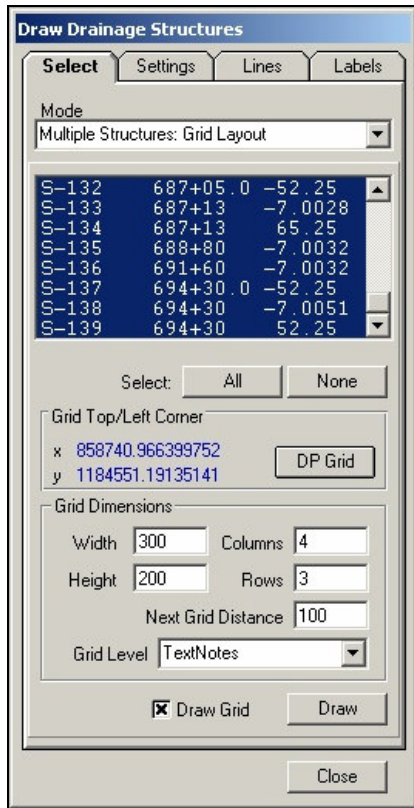 Draw Drainage Structures
Select Settings Lines Labels
Mode
Multiple Structures: Grid Layout
S-132 687+05.0 -52.25
S-133 687+13 -7.0028
S-134 687+13 65.25
S-135 688+80 -7.0032
S-136 691+60 -7.0032
S-137 694+30.0 -52.25
S-138 694+30 -7.0051
S-139 694+30 52.25
Select: All None
Grid Top/Left Corner
x 858740.966399752
DP Grid
y 1184551.19135141
Grid Dimensions
Width 300 Columns 4
Height 200 Rows 3
Next Grid Distance 100
Grid Level TextNotes
Draw Grid Draw
Close